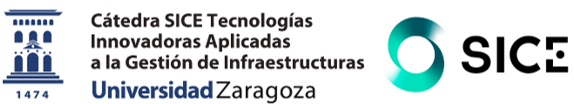 1474
Cátedra SICE Tecnologías
Innovadoras Aplicadas
a la Gestión de Infraestructuras
Universidad Zaragoza
SICE